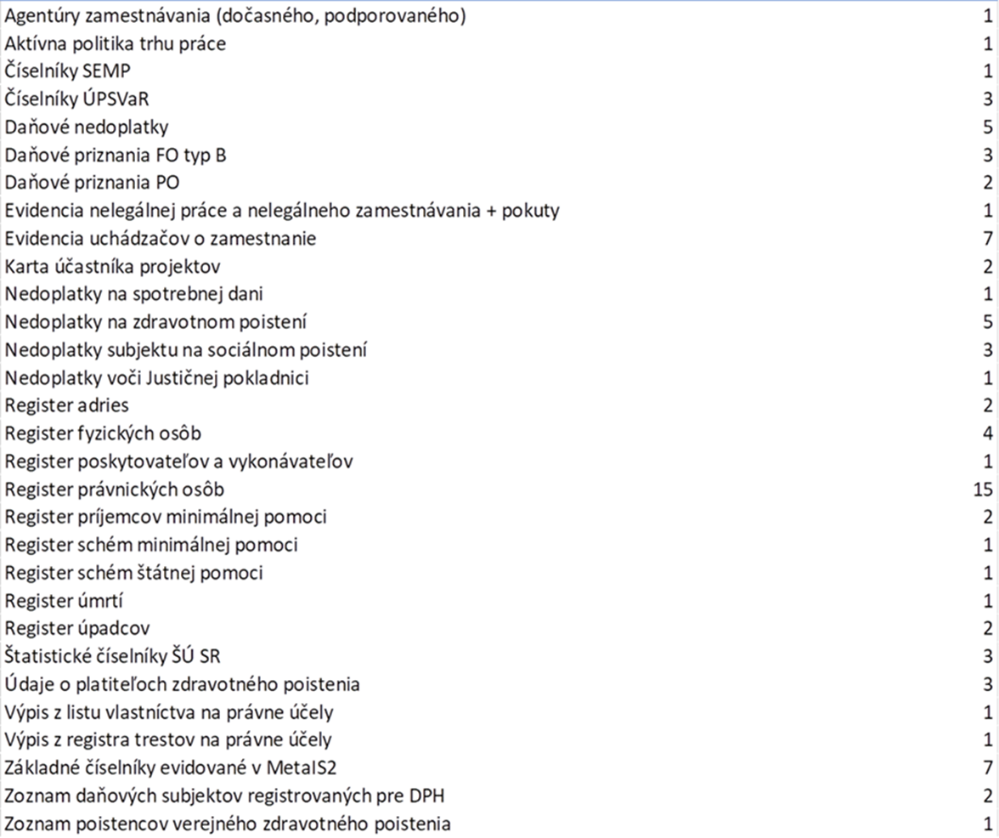 Agentúry zamestnávania (dočasného, podporovaného) 1
Aktívna politika trhu práce 1
Číselníky SEMP 1
Číselníky ÚPSVaR 3
Daňové nedoplatky 5
Daňové priznania FO typ B 3
Daňové priznania PO 2
Evidencia nelegálnej práce a nelegálneho zamestnávania + pokuty 1
Evidencia uchádzačov o zamestnanie 7
Karta účastníka projektov 2
Nedoplatky na spotrebnej dani 1
Nedoplatky na zdravotnom poistení 5
Nedoplatky subjektu na sociálnom poistení 3
Nedoplatky voči Justičnej pokladnici 1
Register adries 2
Register fyzických osôb 4
Register poskytovateľov a vykonávateľov 1
Register právnických osôb 15
Register príjemcov minimálnej pomoci 2
Register schém minimálnej pomoci 1
Register schém štátnej pomoci 1
Register úmrtí 1
Register úpadcov 2
Štatistické číselníky ŠÚ SR 3
Údaje o platiteľoch zdravotného poistenia 3
Výpis z listu vlastníctva na právne účely 1
Výpis z registra trestov na právne účely 1
Základné číselníky evidované v MetaIS2 7
Zoznam daňových subjektov registrovaných pre DPH 2
Zoznam poistencov verejného zdravotného poistenia 1